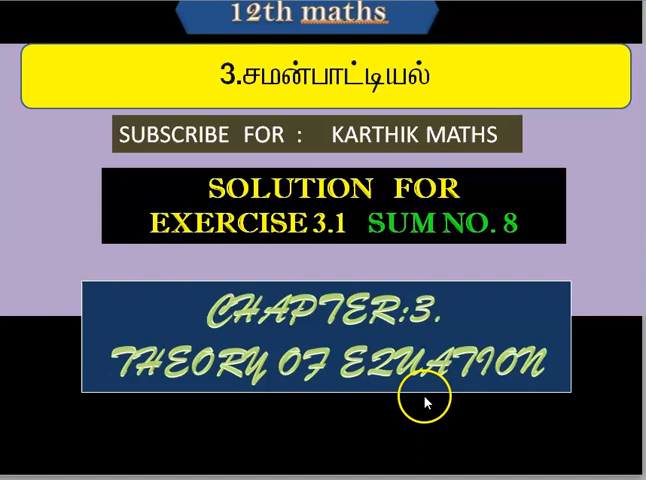 12th maths
3.சமன்பாட்டியல்
SUBSCRIBE FOR : KARTHIK MATHS
SOLUTION FOR
EXERCISE 3.1 SUM NO. 8
CHAPTER:3.
THEORY OF EQUATION